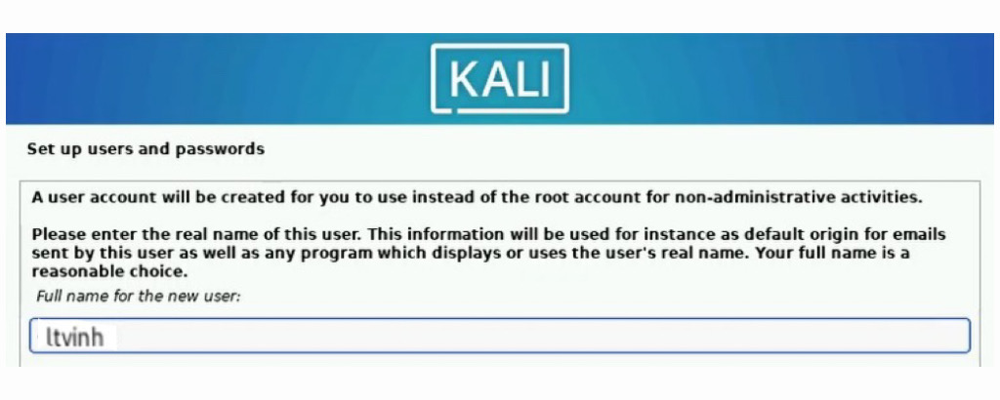 KALI
Set up users and passwords
A user account will be created for you to use instead of the root account for non-administrative activities.
Please enter the real name of this user. This information will be used for instance as default origin for emails
sent by this user as well as any program which displays or uses the user's real name. Your full name is a
reasonable choice.
Full name for the new user:
ltvinh